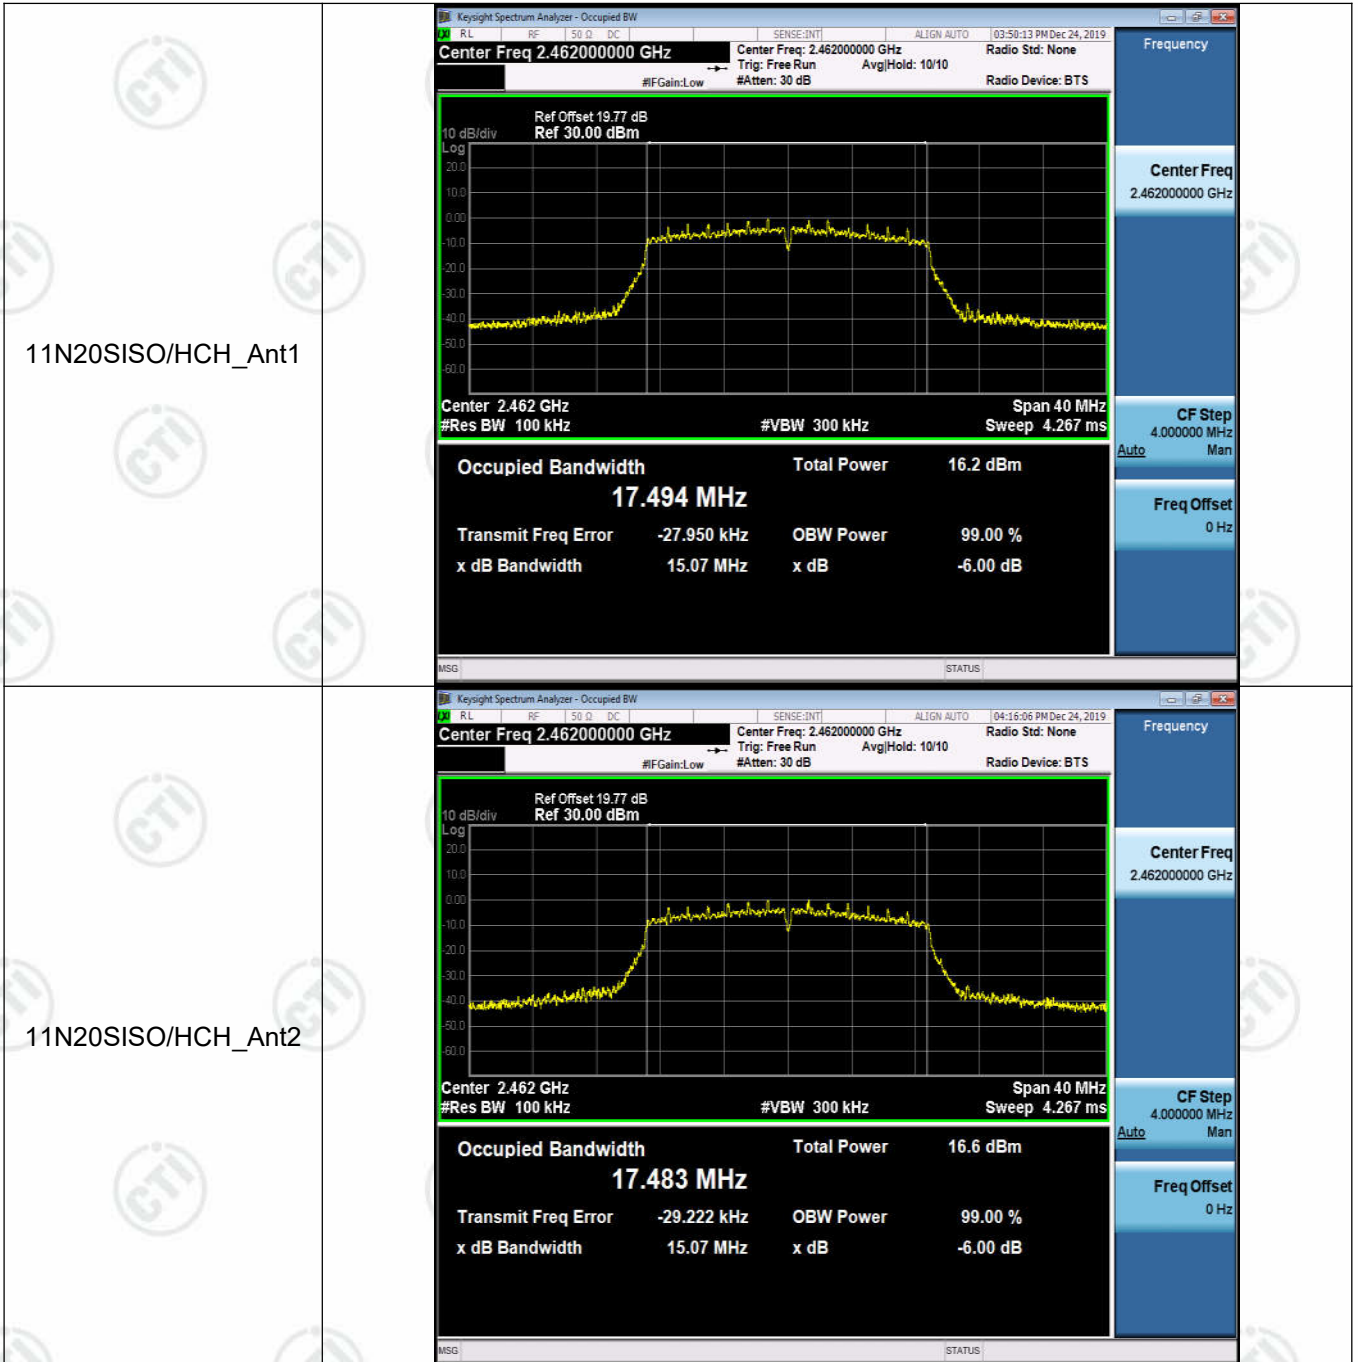 11N20SISO/HCH_Ant1
Keysight Spectrum Analyzer - Occupied BW
RL RF 50 Ω DC SENSE:INT ALIGN AUTO 03:50:13 PM Dec 24, 2019
Center Freq 2.462000000 GHz
Center Freq: 2.462000000 GHz Radio Std: None
Trig: Free Run Avg|Hold: 10/10
#IFGain:Low #Atten: 30 dB Radio Device: BTS
Ref Offset 19.77 dB
10 dB/div Ref 30.00 dBm
Log
20.0
10.0
0.00
-10.0
-20.0
-30.0
-40.0
-50.0
-60.0
Center 2.462 GHz Span 40 MHz
#Res BW 100 kHz #VBW 300 kHz Sweep 4.267 ms
Occupied Bandwidth Total Power 16.2 dBm
17.494 MHz
Transmit Freq Error -27.950 kHz OBW Power 99.00 %
x dB Bandwidth 15.07 MHz x dB -6.00 dB
MSG STATUS
Frequency
Center Freq
2.462000000 GHz
CF Step
4.000000 MHz
Auto Man
Freq Offset
0 Hz
11N20SISO/HCH_Ant2
Keysight Spectrum Analyzer - Occupied BW
RL RF 50 Ω DC SENSE:INT ALIGN AUTO 04:16:06 PM Dec 24, 2019
Center Freq 2.462000000 GHz
Center Freq: 2.462000000 GHz Radio Std: None
Trig: Free Run Avg|Hold: 10/10
#IFGain:Low #Atten: 30 dB Radio Device: BTS
Ref Offset 19.77 dB
10 dB/div Ref 30.00 dBm
Log
20.0
10.0
0.00
-10.0
-20.0
-30.0
-40.0
-50.0
-60.0
Center 2.462 GHz Span 40 MHz
#Res BW 100 kHz #VBW 300 kHz Sweep 4.267 ms
Occupied Bandwidth Total Power 16.6 dBm
17.483 MHz
Transmit Freq Error -29.222 kHz OBW Power 99.00 %
x dB Bandwidth 15.07 MHz x dB -6.00 dB
MSG STATUS
Frequency
Center Freq
2.462000000 GHz
CF Step
4.000000 MHz
Auto Man
Freq Offset
0 Hz
CTI